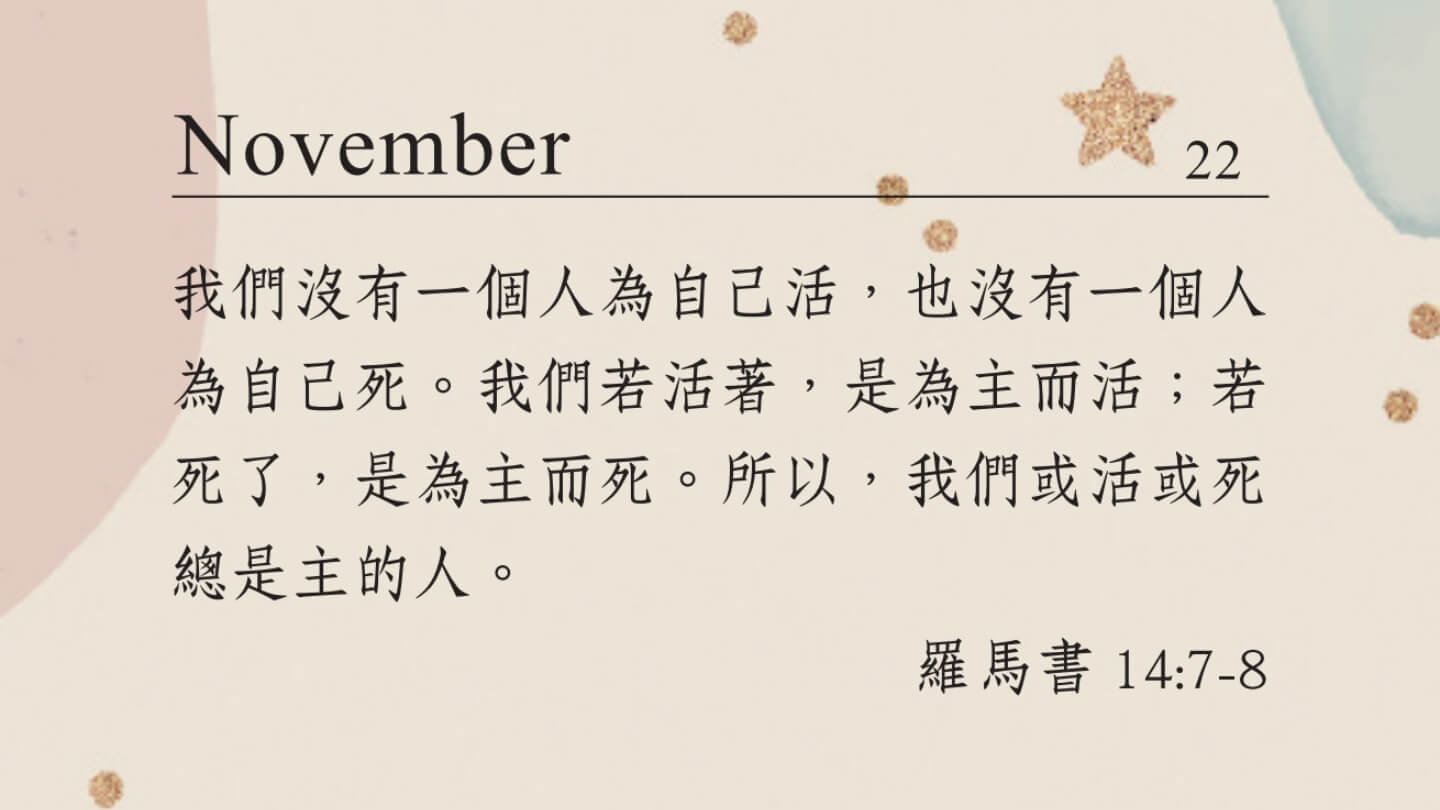 November
22
我們沒有一個人為自己活，也沒有一個人
為自己死。我們若活著，是為主而活；若
死了，是為主而死。所以，我們或活或死
總是主的人。
羅馬書 14:7-8